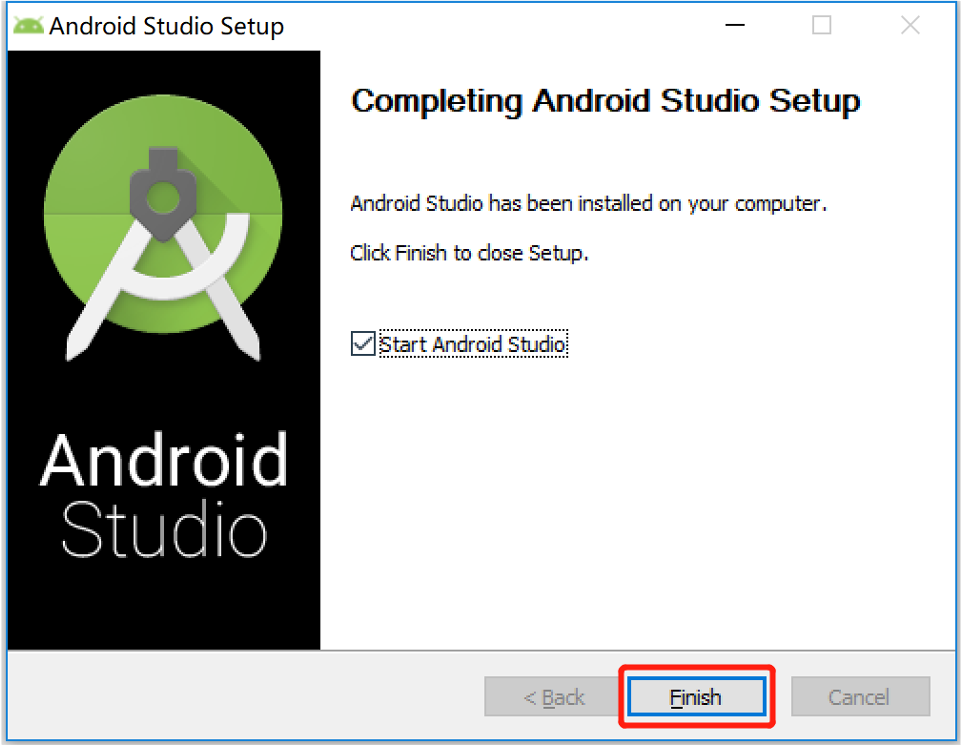 Android Studio Setup
Completing Android Studio Setup
Android Studio has been installed on your computer.
Click Finish to close Setup.
Start Android Studio
Android
Studio
< Back
Finish
Cancel